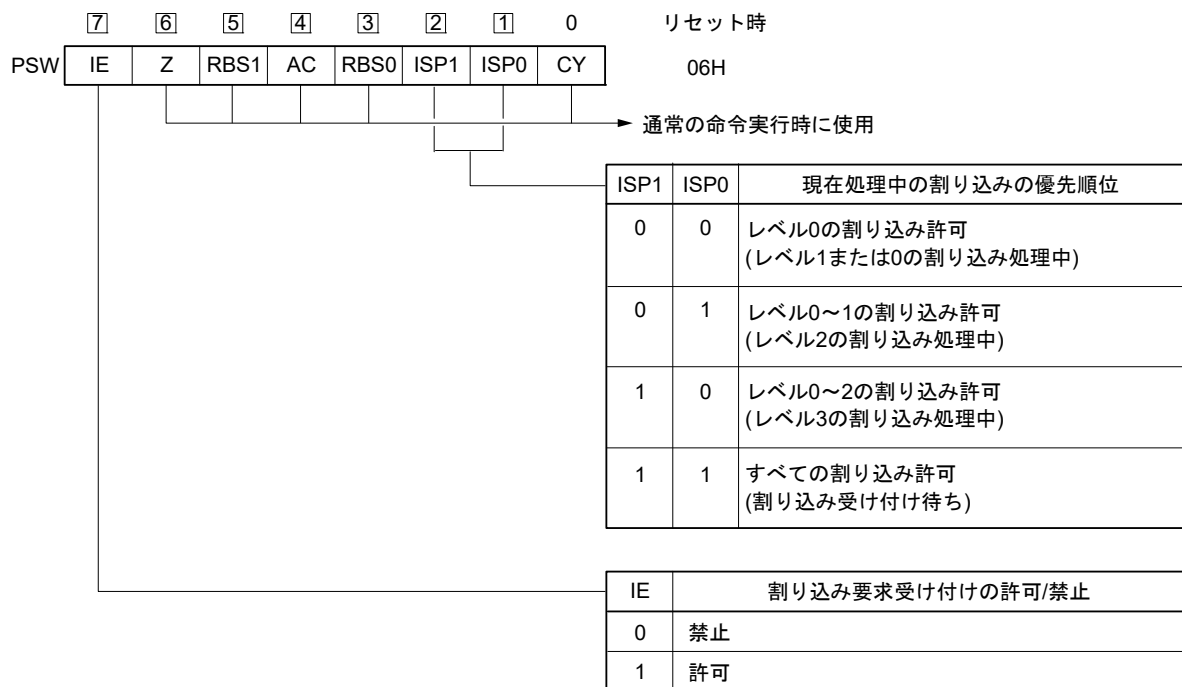 7 6 5 4 3 2 1 0 リセット時
PSW IE Z RBS1 AC RBS0 ISP1 ISP0 CY 06H
通常の命令実行時に使用
ISP1 ISP0 現在処理中の割り込みの優先順位
0 0 レベル0の割り込み許可
(レベル1または0の割り込み処理中)
0 1 レベル0～1の割り込み許可
(レベル2の割り込み処理中)
1 0 レベル0～2の割り込み許可
(レベル3の割り込み処理中)
1 1 すべての割り込み許可
(割り込み受け付け待ち)
IE 割り込み要求受け付けの許可/禁止
0 禁止
1 許可